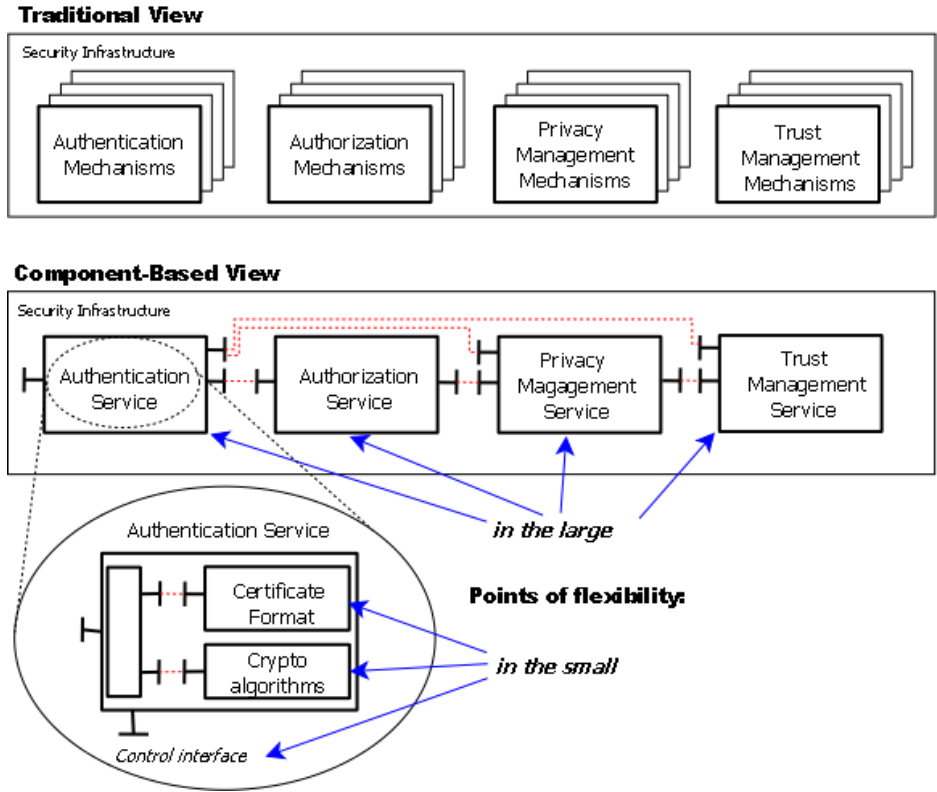 Traditional View
Security Infrastructure
Authentication
Mechanisms
Authorization
Mechanisms
Privacy
Management
Mechanisms
Trust
Management
Mechanisms
Component-Based View
Security Infrastructure
Authentication
Service
Authorization
Service
Privacy
Magagement
Service
Trust
Management
Service
in the large
Authentication Service
Certificate
Format
Crypto
algorithms
Control interface
Points of flexibility:
in the small